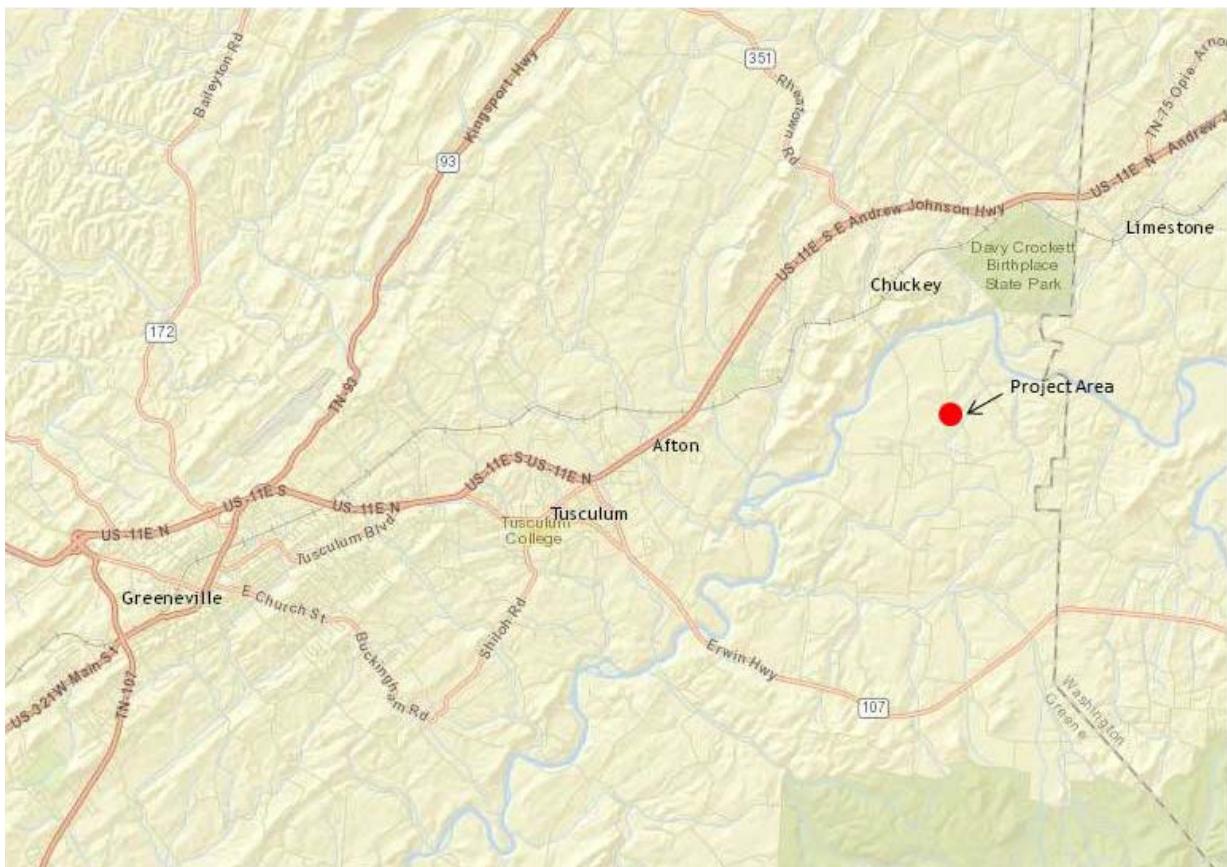 Baileyton Rd
Kingsport Hwy
351
Rheatown Rd
TN-75 Opie Arno
93
US-11E N
Andrew J
US-11E S E Andrew Johnson Hwy
Limestone
Davy Crockett
Birthplace
State Park
Chuckey
172
TN-93
Project Area
Afton
US-11E S
US-11E N
US-11E S
US-11E N
US-11E N
Tusculum
Tusculum
College
Tusculum Blvd
Greeneville
E Church St
Shiloh Rd
Buckingham Rd
Erwin Hwy
US-321 W Main St
TN-107
107
Washington
Greene